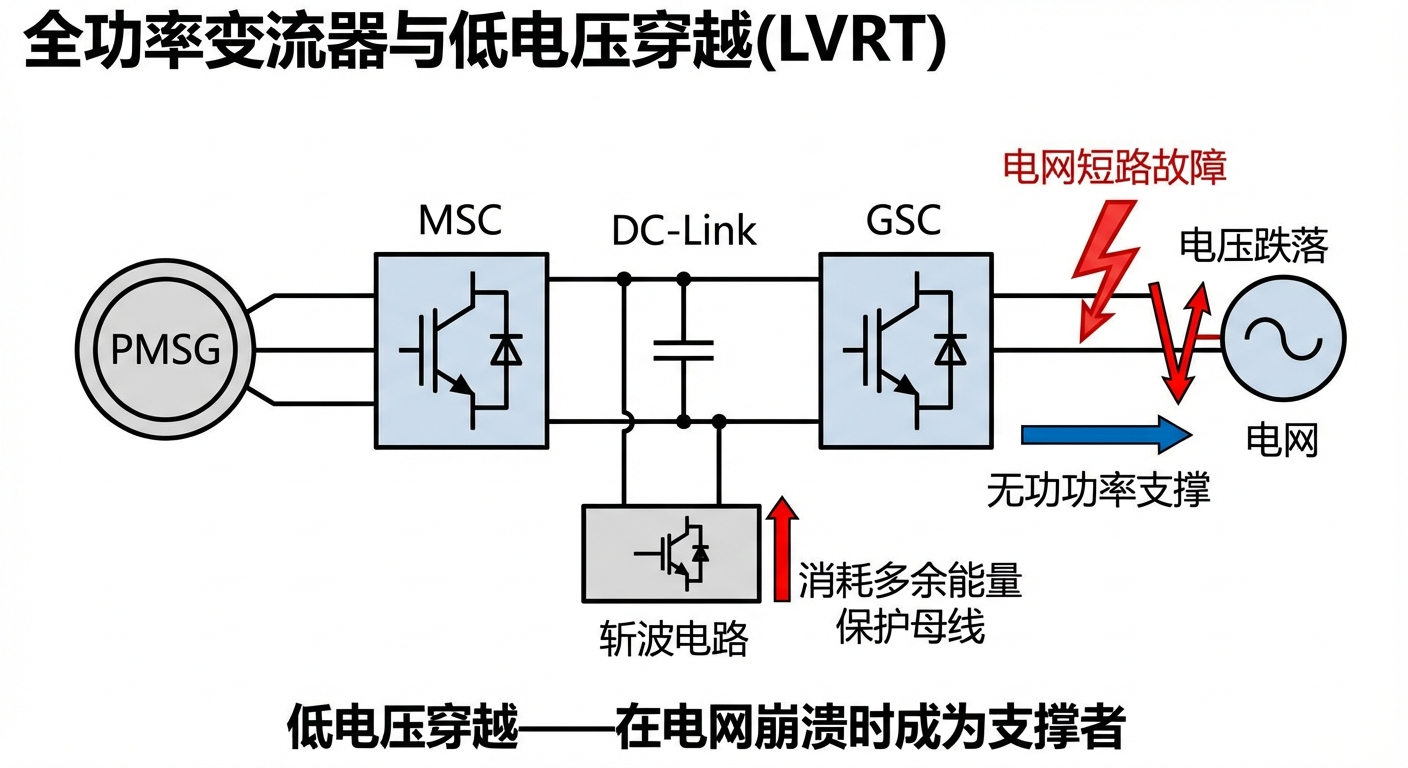 全功率变流器与低电压穿越(LVRT)
电网短路故障
MSC
DC-Link
GSC
电压跌落
PMSG
电网
无功功率支撑
消耗多余能量
保护母线
斩波电路
低电压穿越——在电网崩溃时成为支撑者